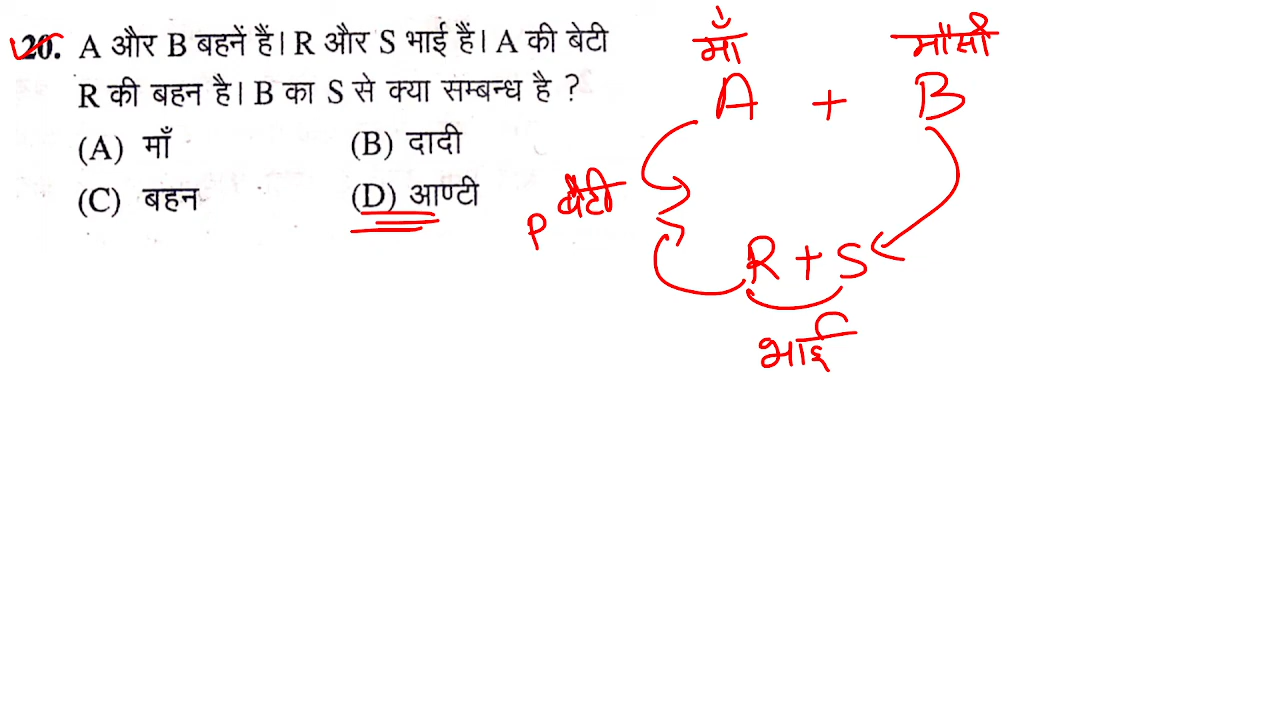 20. A और B बहनें हैं। R और S भाई हैं। A की बेटी
R की बहन है। B का S से क्या सम्बन्ध है ?
(A) माँ (B) दादी
(C) बहन (D) आण्टी
माँ मौसी
A + B
बेटी
P
R + S
भाई